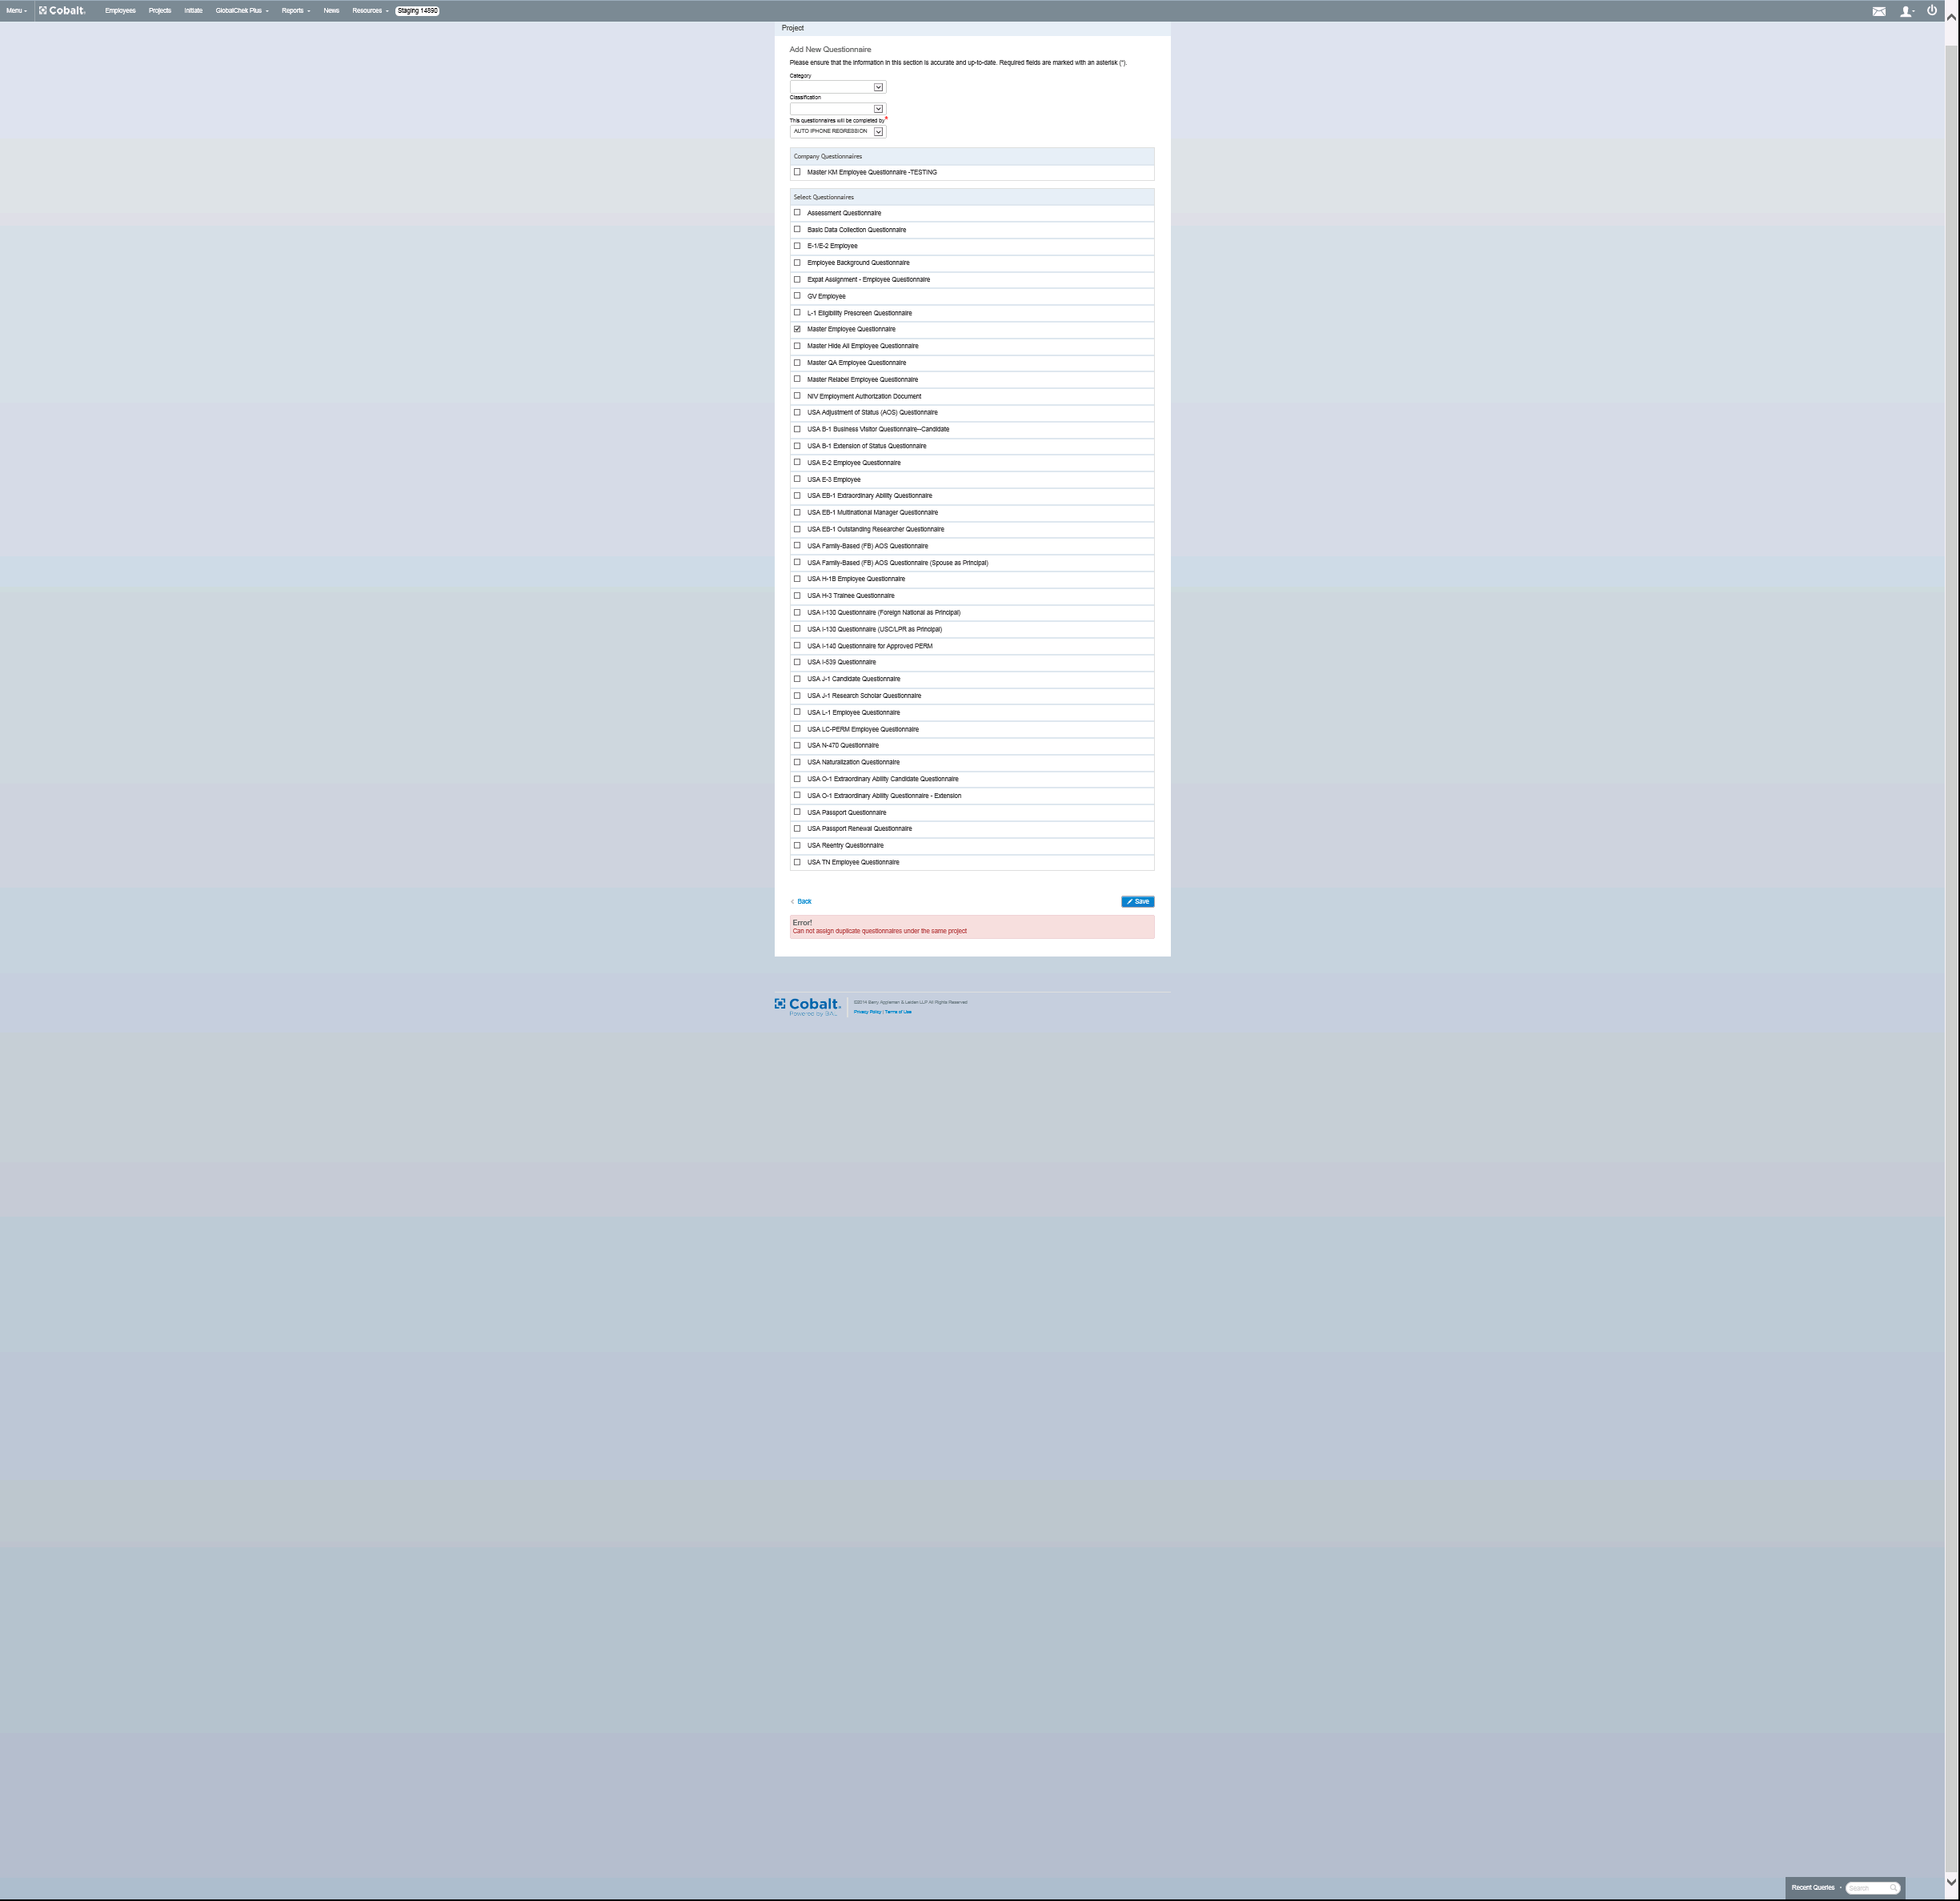 Menu Cobalt. Employees Projects Initiate GlobalChek Plus Reports News Resources Staging 14890
Project
Add New Questionnaire
Please ensure that the information in this section is accurate and up-to-date. Required fields are marked with an asterisk (*).
Category
Classification
This questionnaires will be completed by*
AUTO IPHONE REGRESSION
Company Questionnaires
Master KM Employee Questionnaire -TESTING
Select Questionnaires
Assessment Questionnaire
Basic Data Collection Questionnaire
E-1/E-2 Employee
Employee Background Questionnaire
Expat Assignment - Employee Questionnaire
GV Employee
L-1 Eligibility Prescreen Questionnaire
Master Employee Questionnaire
Master Hide All Employee Questionnaire
Master QA Employee Questionnaire
Master Relabel Employee Questionnaire
NIV Employment Authorization Document
USA Adjustment of Status (AOS) Questionnaire
USA B-1 Business Visitor Questionnaire--Candidate
USA B-1 Extension of Status Questionnaire
USA E-2 Employee Questionnaire
USA E-3 Employee
USA EB-1 Extraordinary Ability Questionnaire
USA EB-1 Multinational Manager Questionnaire
USA EB-1 Outstanding Researcher Questionnaire
USA Family-Based (FB) AOS Questionnaire
USA Family-Based (FB) AOS Questionnaire (Spouse as Principal)
USA H-1B Employee Questionnaire
USA H-3 Trainee Questionnaire
USA I-130 Questionnaire (Foreign National as Principal)
USA I-130 Questionnaire (USC/LPR as Principal)
USA I-140 Questionnaire for Approved PERM
USA I-539 Questionnaire
USA J-1 Candidate Questionnaire
USA J-1 Research Scholar Questionnaire
USA L-1 Employee Questionnaire
USA LC-PERM Employee Questionnaire
USA N-470 Questionnaire
USA Naturalization Questionnaire
USA O-1 Extraordinary Ability Candidate Questionnaire
USA O-1 Extraordinary Ability Questionnaire - Extension
USA Passport Questionnaire
USA Passport Renewal Questionnaire
USA Reentry Questionnaire
USA TN Employee Questionnaire
Back Save
Error!
Can not assign duplicate questionnaires under the same project
Cobalt. ©2014 Berry Appleman & Leiden LLP All Rights Reserved
Powered by BAL Privacy Policy | Terms of Use
Recent Queries Search